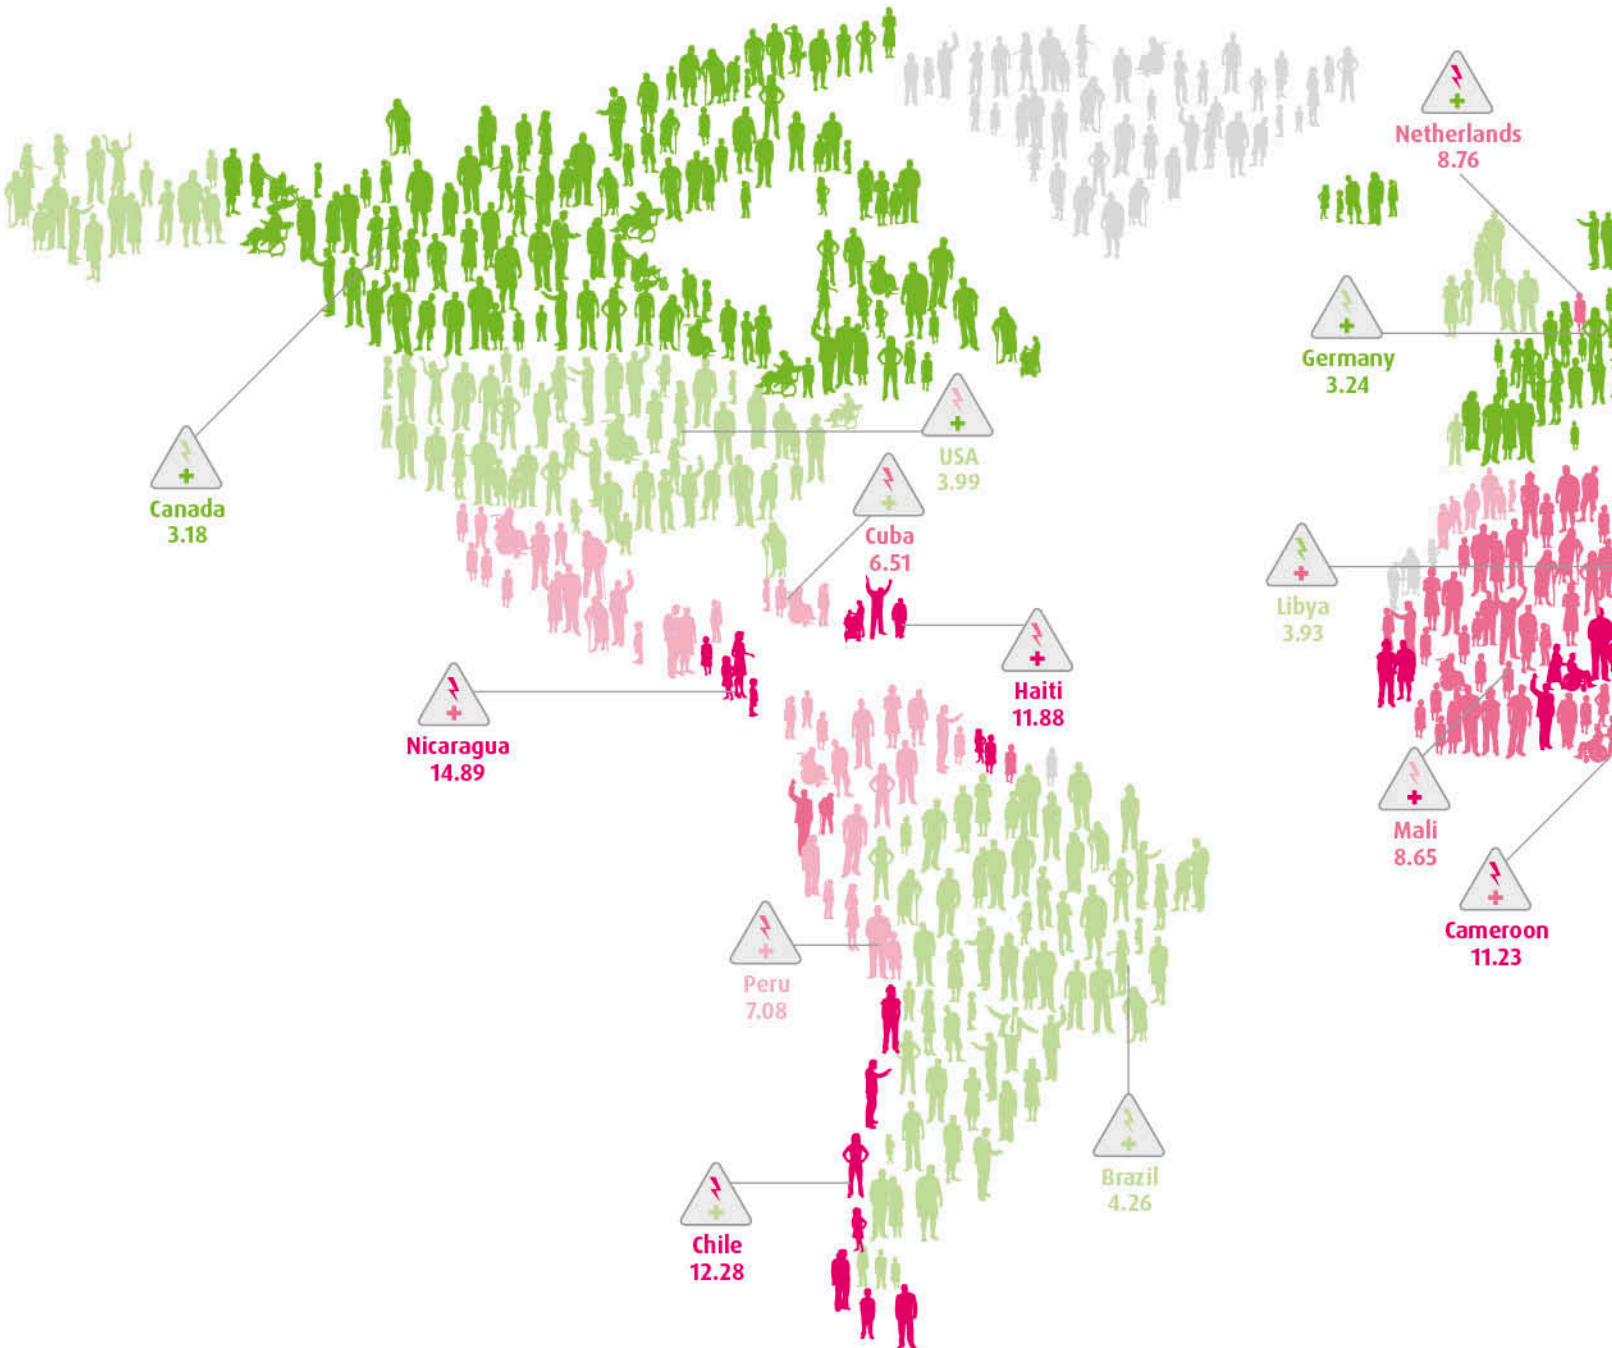 Netherlands
8.76
Germany
3.24
USA
3.99
Canada
3.18
Cuba
6.51
Libya
3.93
Haiti
11.88
Nicaragua
14.89
Mali
8.65
Cameroon
11.23
Peru
7.08
Brazil
4.26
Chile
12.28